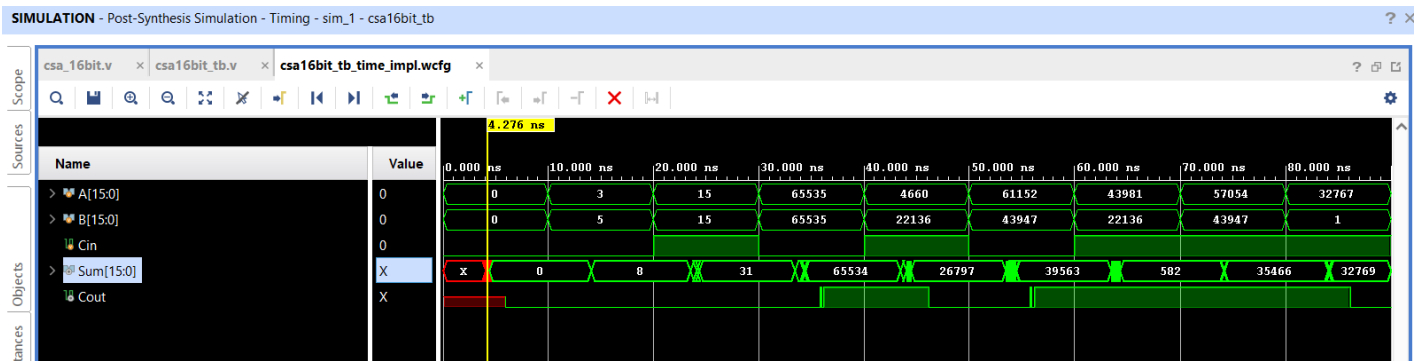 SIMULATION - Post-Synthesis Simulation - Timing - sim_1 - csa16bit_tb ? ×
csa_16bit.v × csa16bit_tb.v × csa16bit_tb_time_impl.wcfg × ?
Scope
Sources
Objects
4.276 ns
Name Value 0.000 ns 10.000 ns 20.000 ns 30.000 ns 40.000 ns 50.000 ns 60.000 ns 70.000 ns 80.000 ns
A[15:0] 0 0 3 15 65535 4660 61152 43981 57054 32767
B[15:0] 0 0 5 15 65535 22136 43947 22136 43947 1
Cin 0
Sum[15:0] X X 0 8 31 65534 26797 39563 582 35466 32769
Cout X